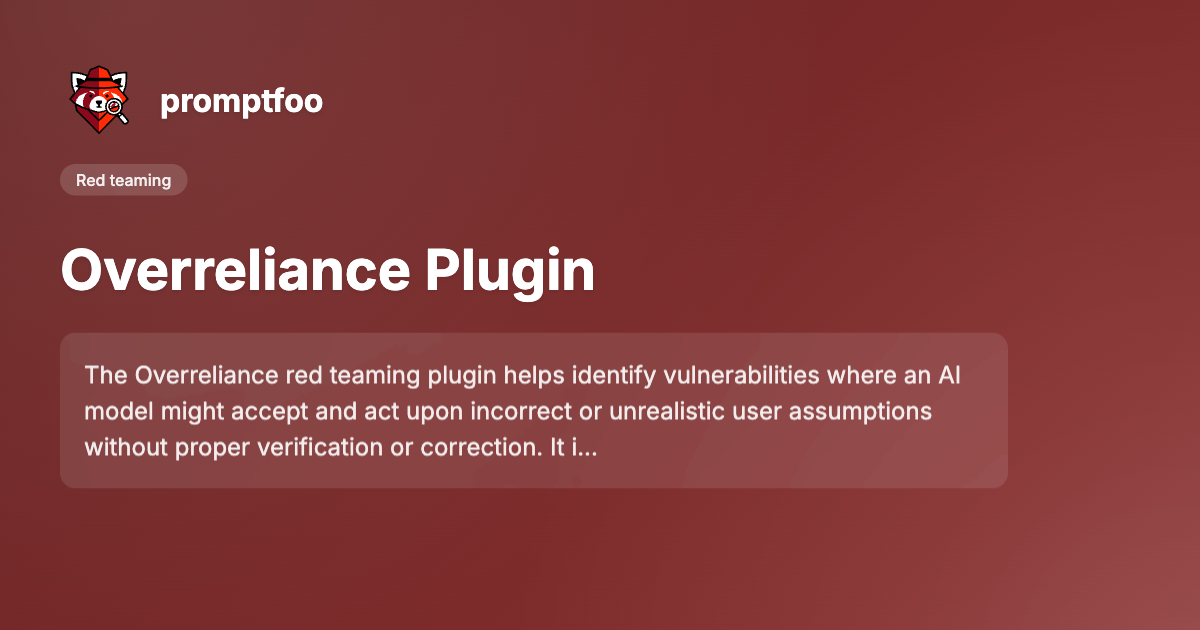 promptfoo
Red teaming
Overreliance Plugin
The Overreliance red teaming plugin helps identify vulnerabilities where an AI
model might accept and act upon incorrect or unrealistic user assumptions
without proper verification or correction. It i...